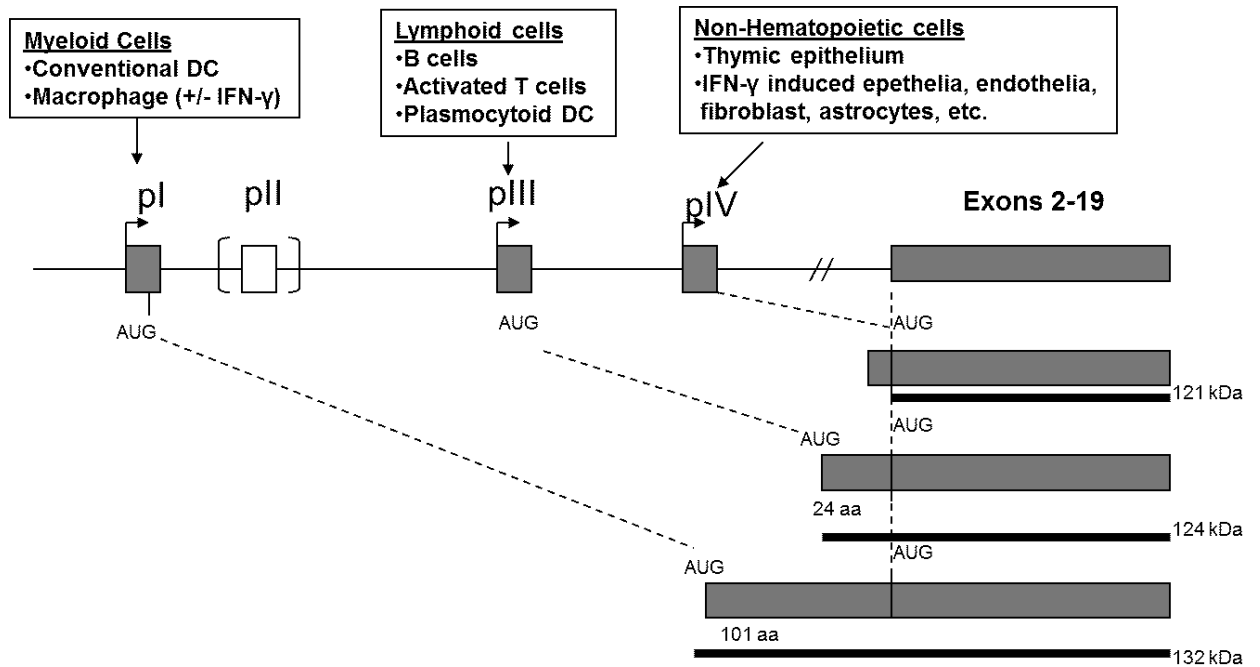 Myeloid Cells
•Conventional DC
•Macrophage (+/- IFN-γ)
Lymphoid cells
•B cells
•Activated T cells
•Plasmocytoid DC
Non-Hematopoietic cells
•Thymic epithelium
•IFN-γ induced epethelia, endothelia,
fibroblast, astrocytes, etc.
pI
pII
pIII
pIV
Exons 2-19
//
AUG
AUG
AUG
121 kDa
AUG
AUG
24 aa
124 kDa
AUG
AUG
101 aa
132 kDa